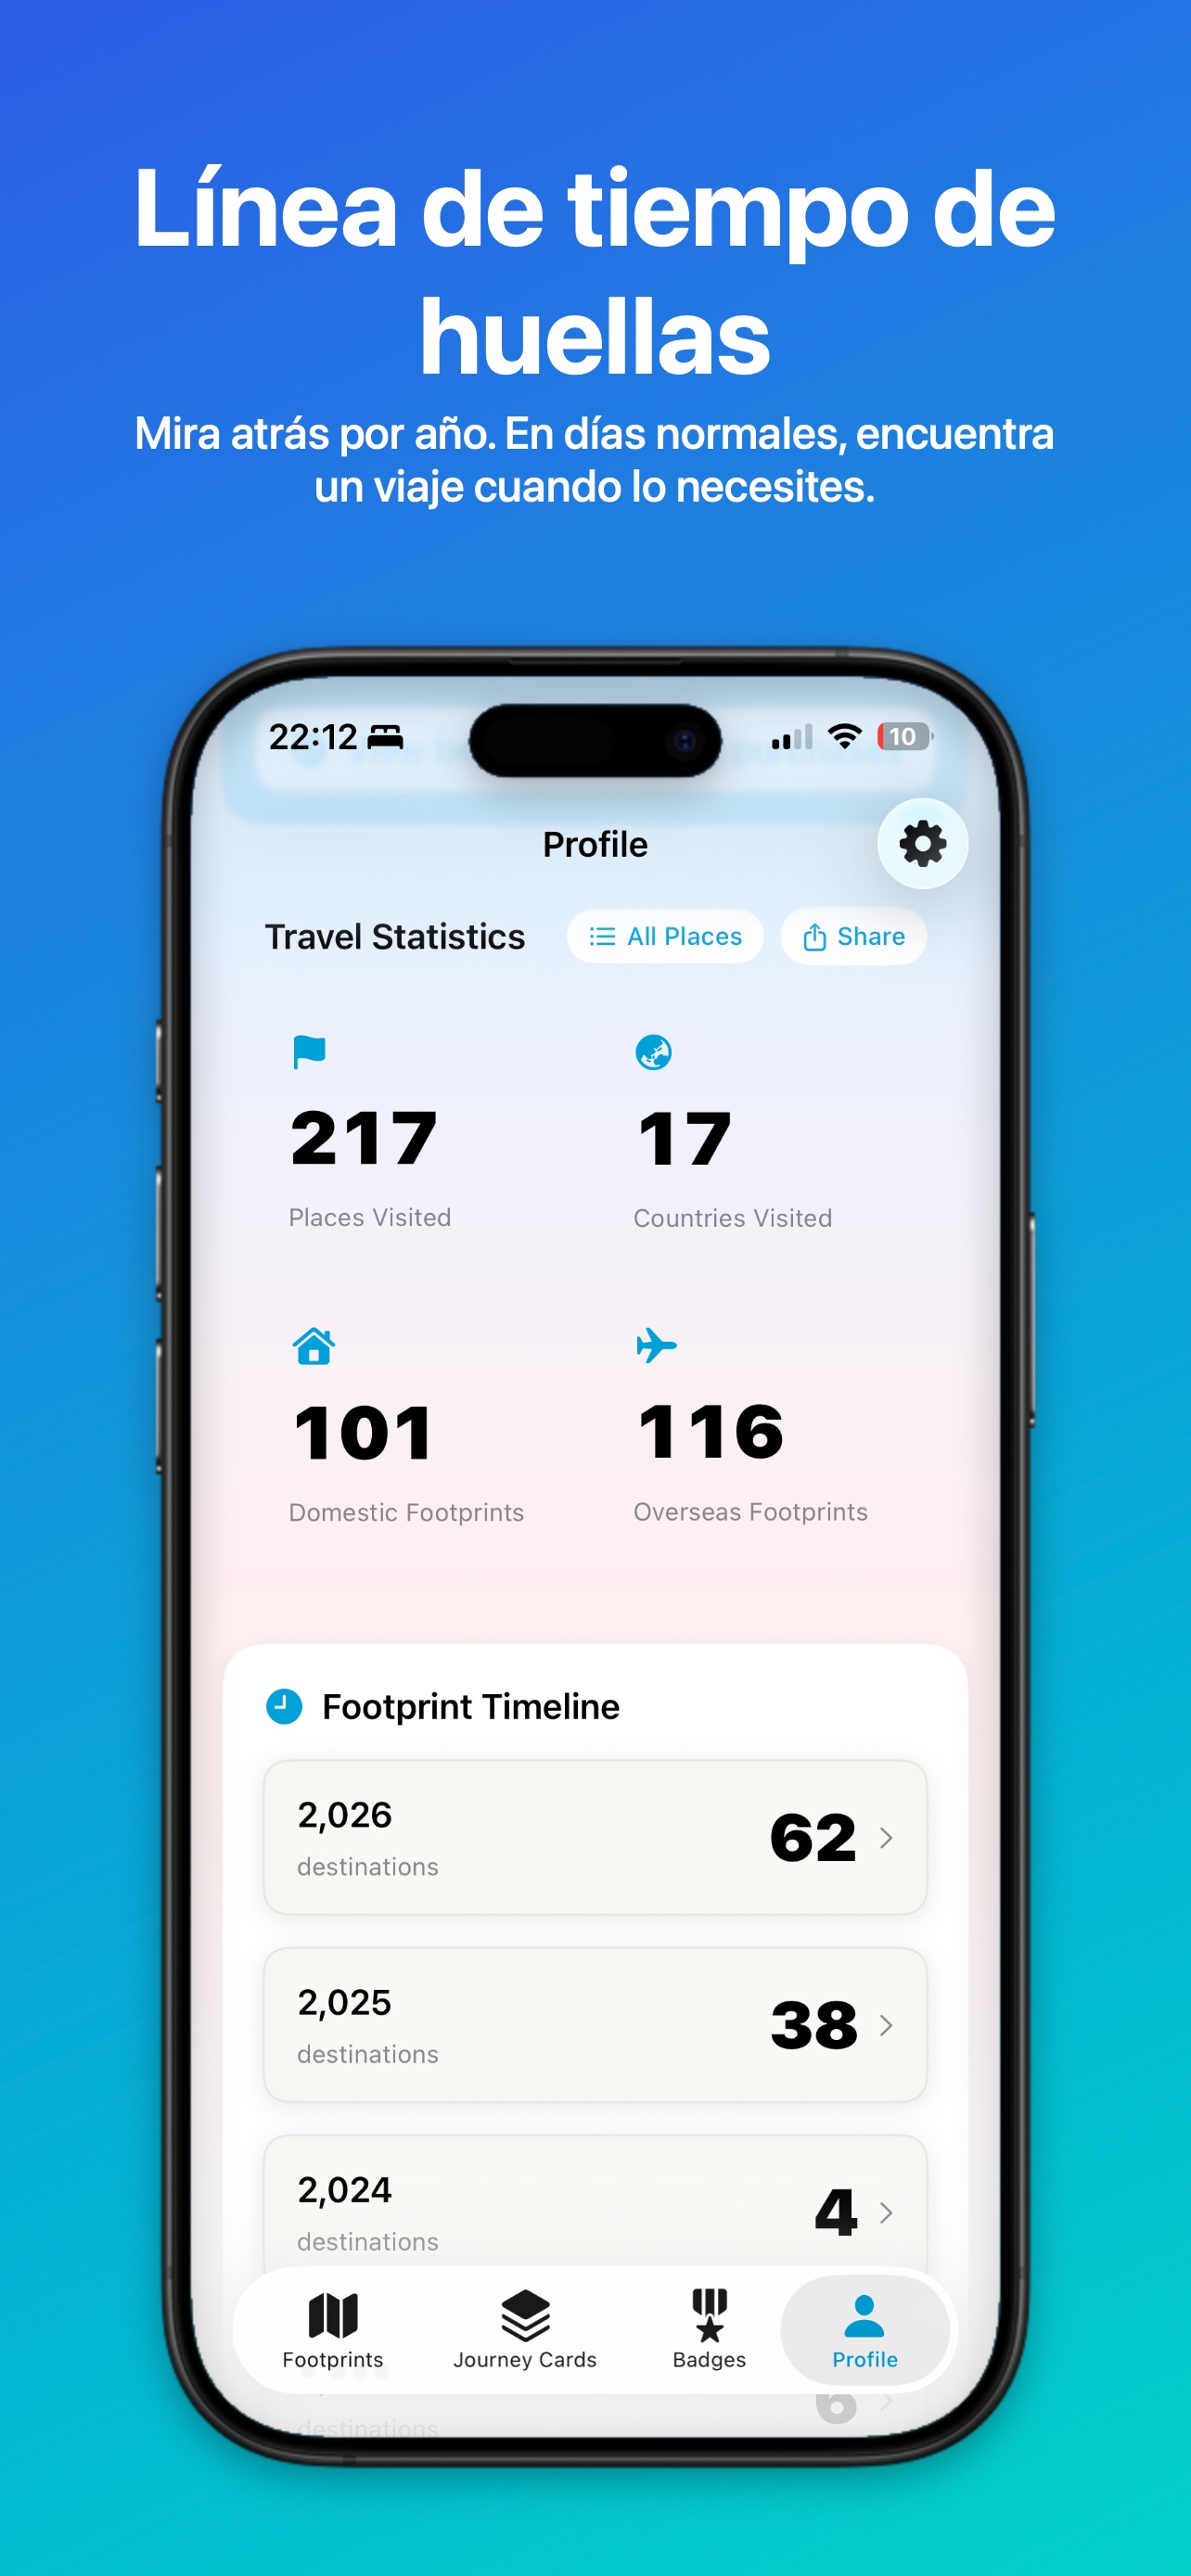 Línea de tiempo de
huellas
Mira atrás por año. En días normales, encuentra
un viaje cuando lo necesites.
22:12
10
Profile
Travel Statistics
All Places
Share
217
17
Places Visited
Countries Visited
101
116
Domestic Footprints
Overseas Footprints
Footprint Timeline
2,026
62
destinations
2,025
38
destinations
2,024
4
destinations
Footprints
Journey Cards
Badges
Profile
6
destinations